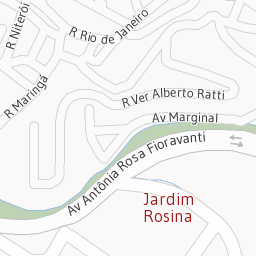 R Niterói
R Rio de Janeiro
R Maringá
R Ver Alberto Ratti
Av Marginal
Av Antônia Rosa Fioravanti
Jardim
Rosina